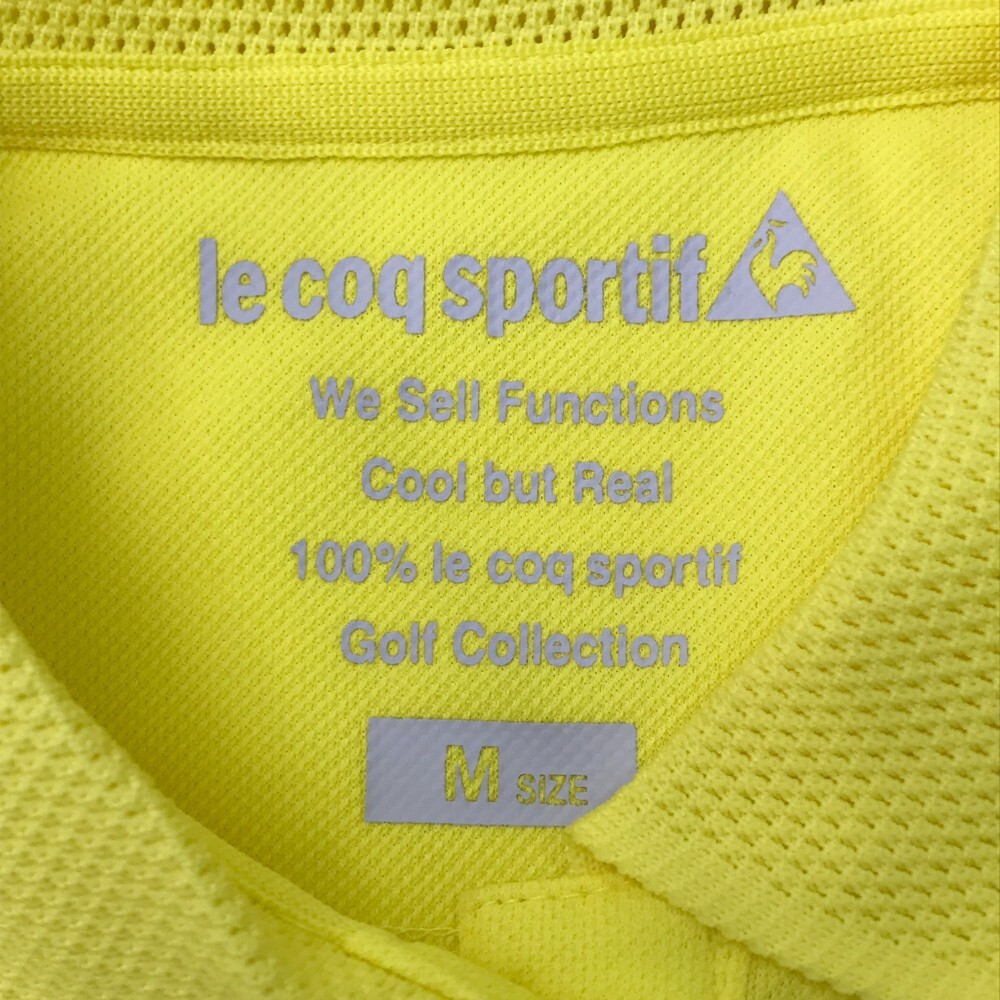 le coq sportif
We Sell Functions
Cool but Real
100% le coq sportif
Golf Collection
M SIZE